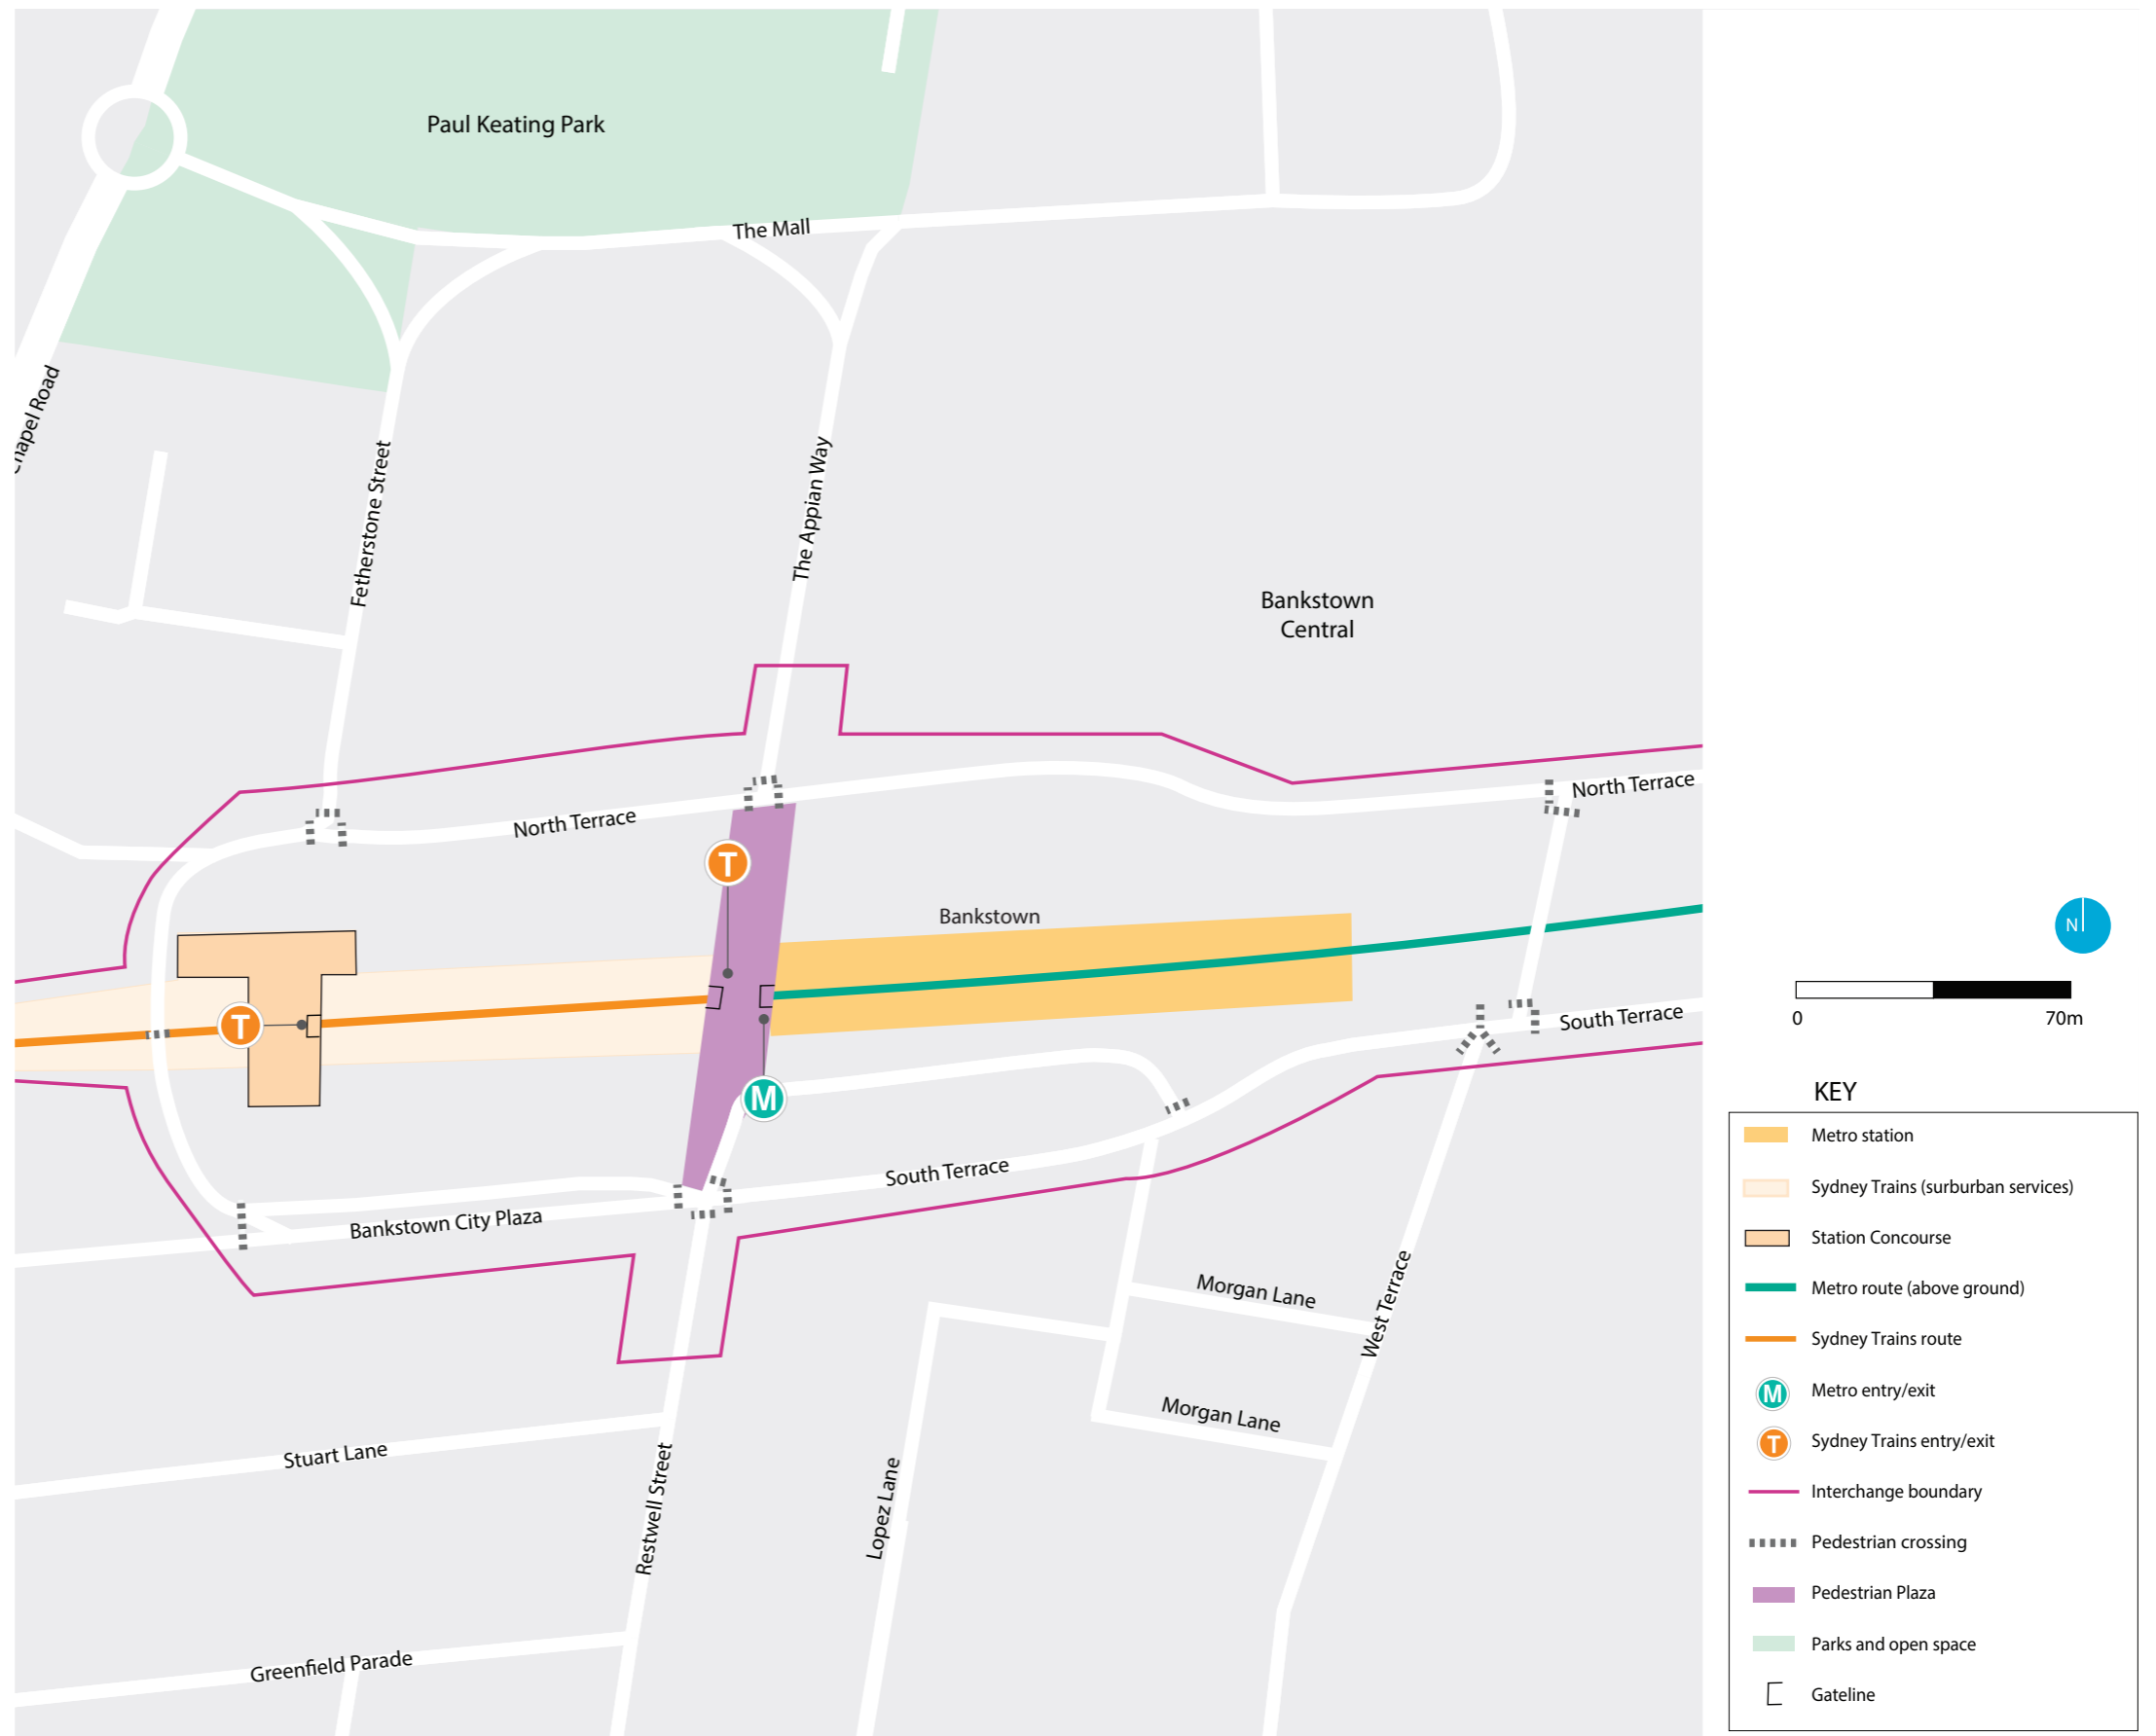 Paul Keating Park
The Mall
Chapel Road
Fetherstone Street
The Appian Way
Bankstown
Central
North Terrace
North Terrace
T
Bankstown
N
T
0
70m
South Terrace
M
South Terrace
Bankstown City Plaza
Morgan Lane
West Terrace
Morgan Lane
Stuart Lane
Restwell Street
Lopez Lane
Greenfield Parade
KEY
Metro station
Sydney Trains (surburban services)
Station Concourse
Metro route (above ground)
Sydney Trains route
M Metro entry/exit
T Sydney Trains entry/exit
Interchange boundary
Pedestrian crossing
Pedestrian Plaza
Parks and open space
Gateline